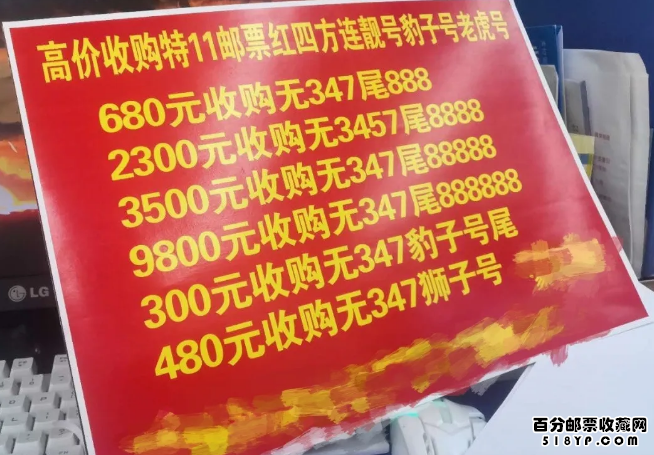 高价收购特11邮票红四方连靓号豹子号老虎号
680元收购无347尾888
2300元收购无3457尾8888
3500元收购无347尾88888
9800元收购无347尾888888
300元收购无347豹子号尾
480元收购无347狮子号
LG
百分邮票收藏网
518YP.com